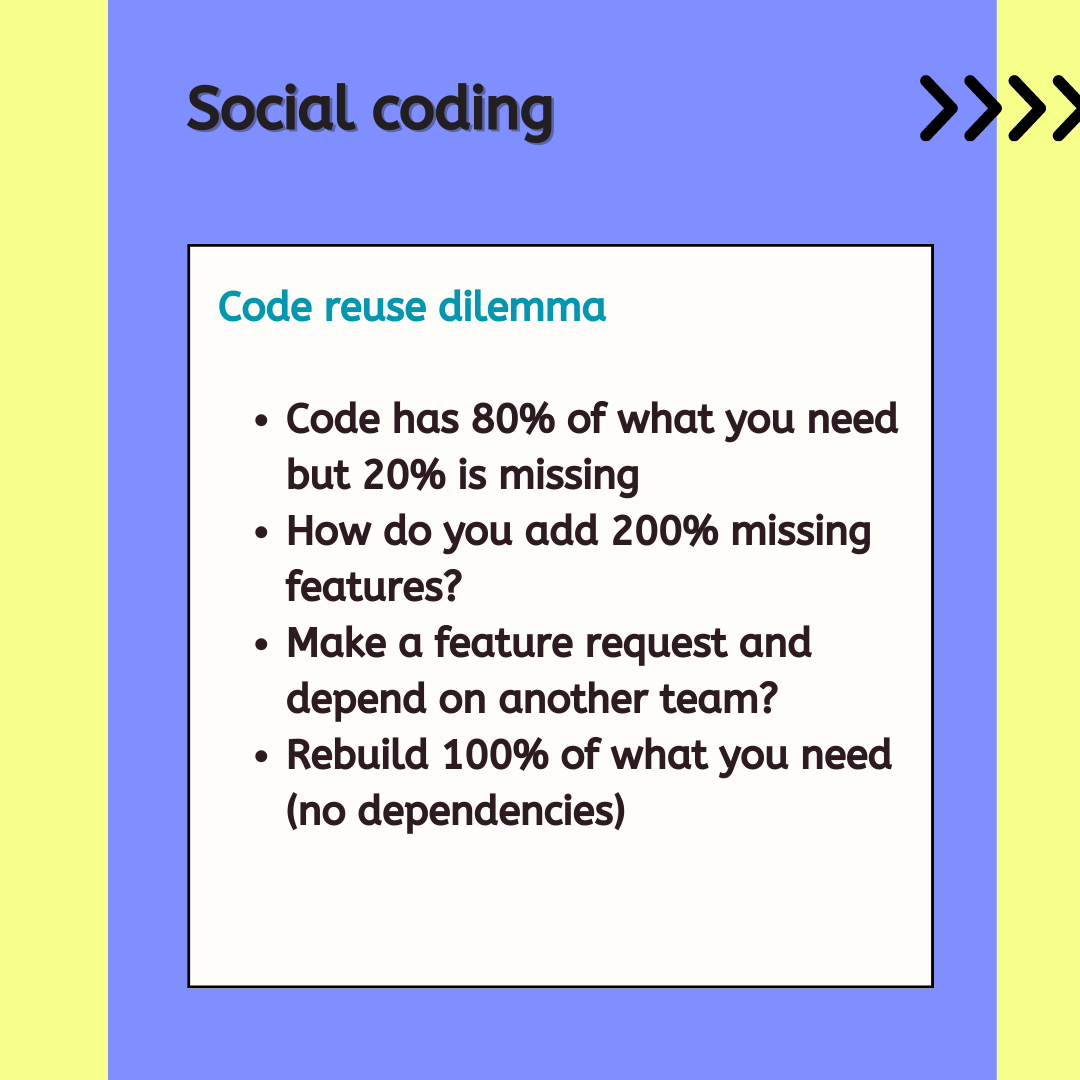 Social coding
Code reuse dilemma
• Code has 80% of what you need
but 20% is missing
• How do you add 200% missing
features?
• Make a feature request and
depend on another team?
• Rebuild 100% of what you need
(no dependencies)